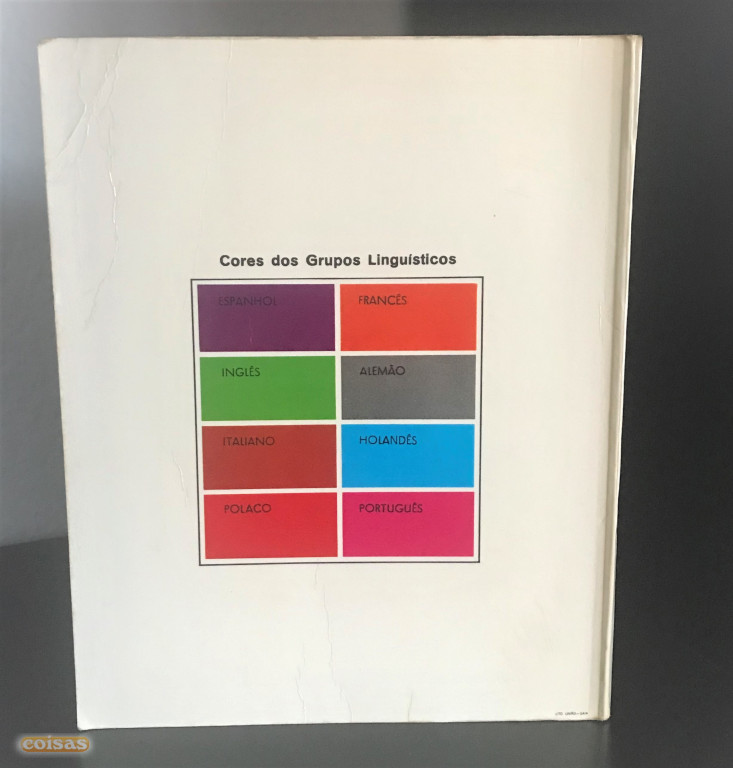 Cores dos Grupos Linguísticos
ESPANHOL FRANCÊS
INGLÊS ALEMÃO
ITALIANO HOLANDÊS
POLACO PORTUGUÊS
coisas